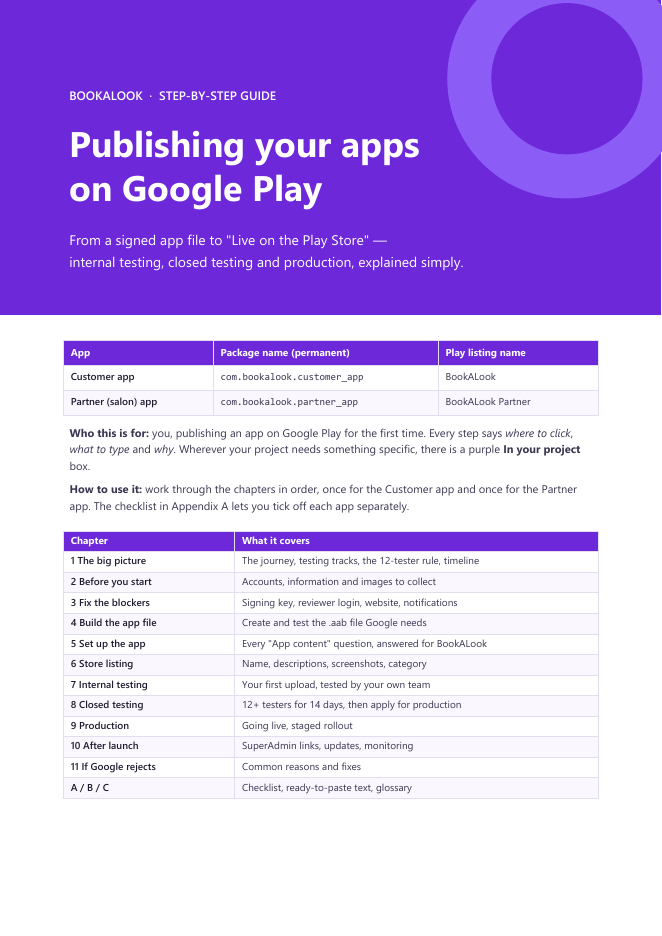 BOOKALOOK · STEP-BY-STEP GUIDE
Publishing your apps
on Google Play
From a signed app file to "Live on the Play Store" —
internal testing, closed testing and production, explained simply.
App Package name (permanent) Play listing name
Customer app com.bookalook.customer_app BookALook
Partner (salon) app com.bookalook.partner_app BookALook Partner
Who this is for: you, publishing an app on Google Play for the first time. Every step says where to click,
what to type and why. Wherever your project needs something specific, there is a purple In your project
box.
How to use it: work through the chapters in order, once for the Customer app and once for the Partner
app. The checklist in Appendix A lets you tick off each app separately.
Chapter What it covers
1 The big picture The journey, testing tracks, the 12-tester rule, timeline
2 Before you start Accounts, information and images to collect
3 Fix the blockers Signing key, reviewer login, website, notifications
4 Build the app file Create and test the .aab file Google needs
5 Set up the app Every "App content" question, answered for BookALook
6 Store listing Name, descriptions, screenshots, category
7 Internal testing Your first upload, tested by your own team
8 Closed testing 12+ testers for 14 days, then apply for production
9 Production Going live, staged rollout
10 After launch SuperAdmin links, updates, monitoring
11 If Google rejects Common reasons and fixes
A / B / C Checklist, ready-to-paste text, glossary